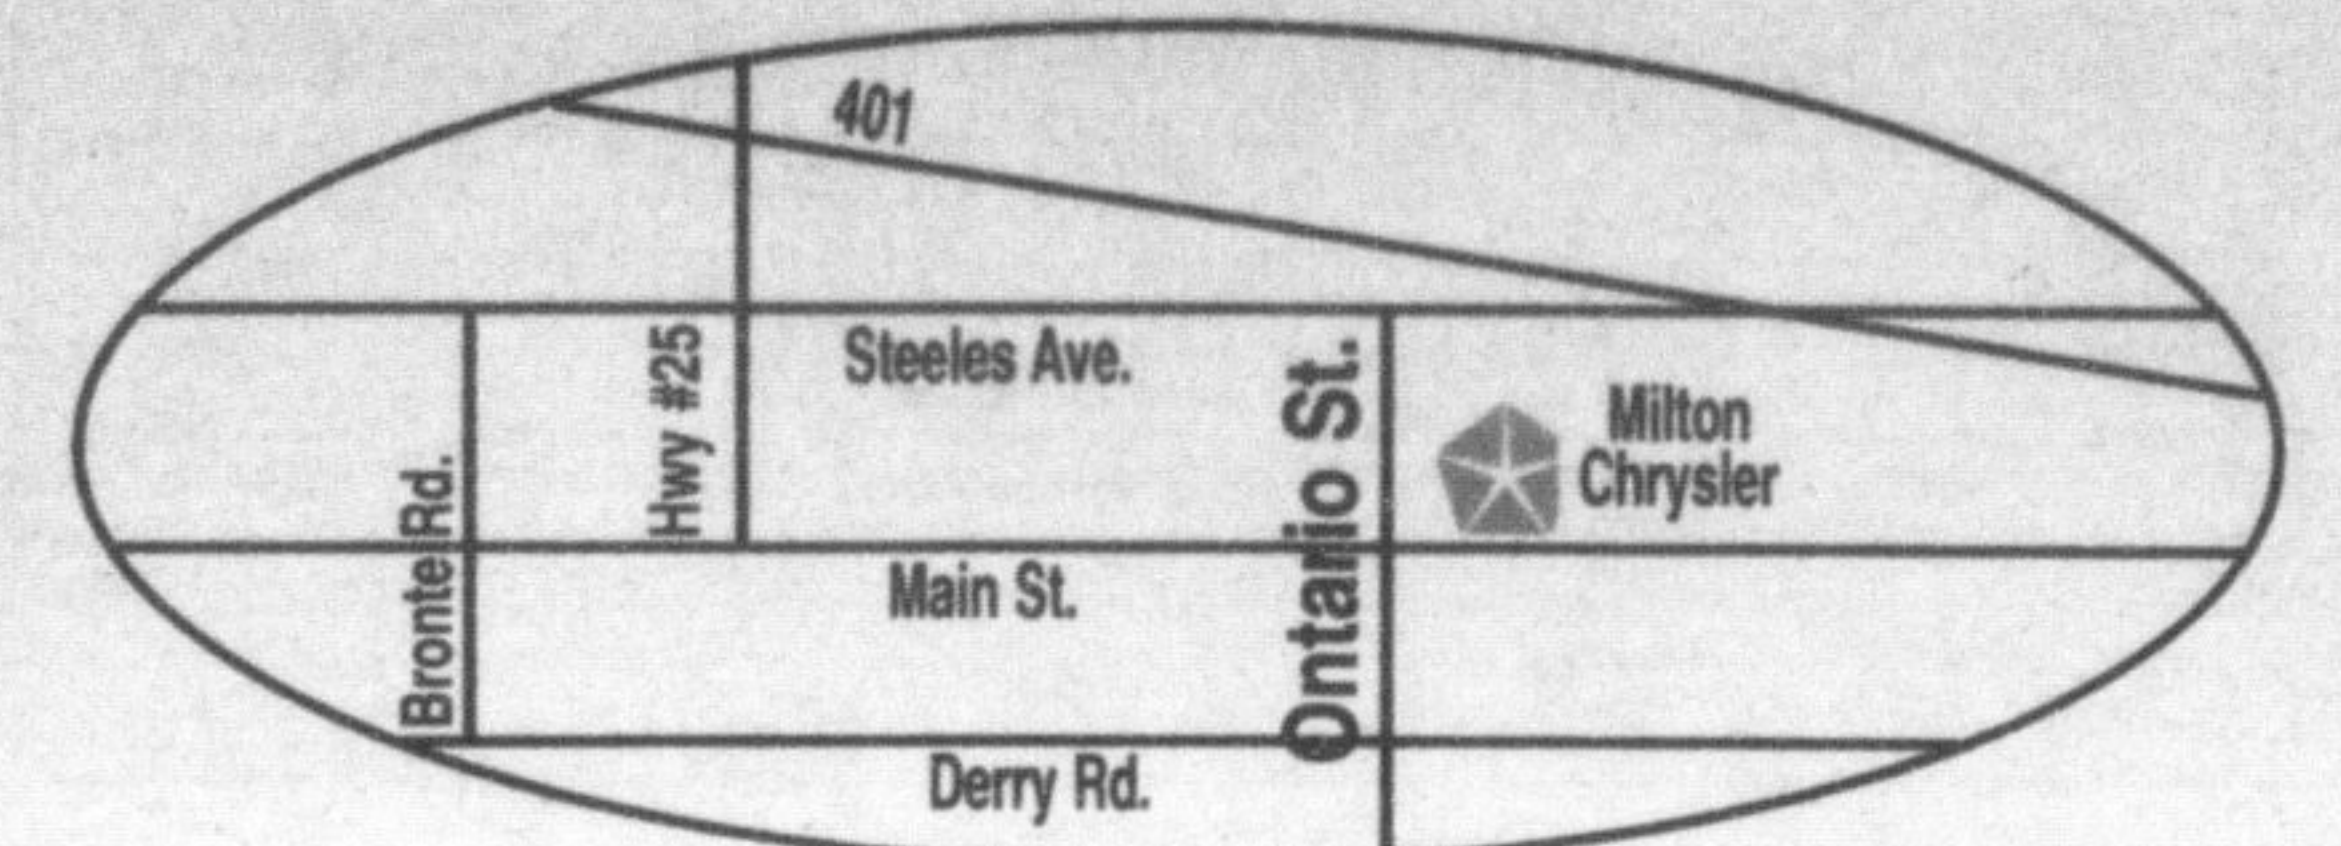 401
Steeles Ave.
Hwy #25
Ontario St.
Milton
Chrysler
Bronte Rd.
Main St.
Derry Rd.